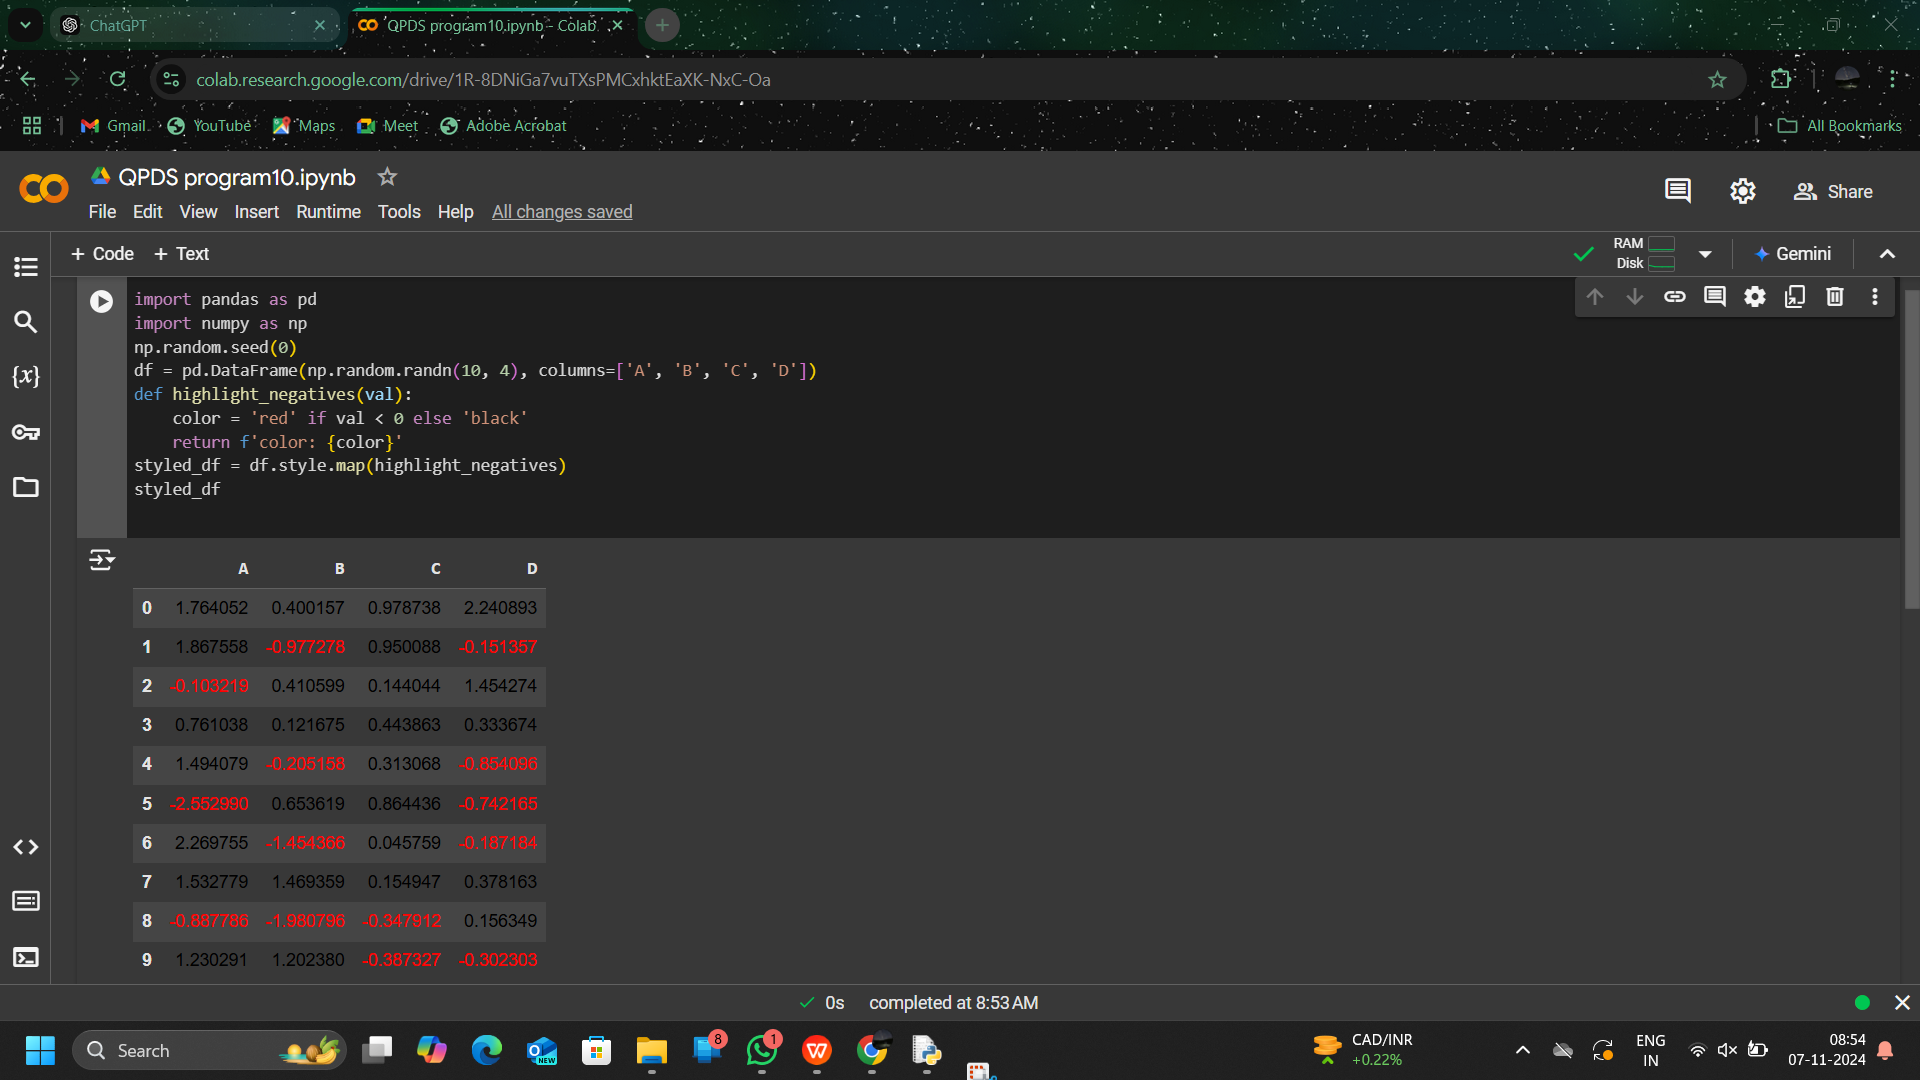 ChatGPT
QPDS program10.ipynb - Colab
colab.research.google.com/drive/1R-8DNiGa7vuTXsPMCxhktEaXK-NxC-Oa
Gmail YouTube Maps Meet Adobe Acrobat All Bookmarks
QPDS program10.ipynb
Share
File Edit View Insert Runtime Tools Help All changes saved
+ Code + Text
RAM
Disk
Gemini
import pandas as pd
import numpy as np
np.random.seed(0)
df = pd.DataFrame(np.random.randn(10, 4), columns=['A', 'B', 'C', 'D'])
def highlight_negatives(val):
    color = 'red' if val < 0 else 'black'
    return f'color: {color}'
styled_df = df.style.map(highlight_negatives)
styled_df
A B C D
0 1.764052 0.400157 0.978738 2.240893
1 1.867558 -0.977278 0.950088 -0.151357
2 -0.103219 0.410599 0.144044 1.454274
3 0.761038 0.121675 0.443863 0.333674
4 1.494079 -0.205158 0.313068 -0.854096
5 -2.552990 0.653619 0.864436 -0.742165
6 2.269755 -1.454366 0.045759 -0.187184
7 1.532779 1.469359 0.154947 0.378163
8 -0.887786 -1.980796 -0.347912 0.156349
9 1.230291 1.202380 -0.387327 -0.302303
0s completed at 8:53 AM
Search
NEW
8
1
CAD/INR
+0.22%
ENG
IN
08:54
07-11-2024